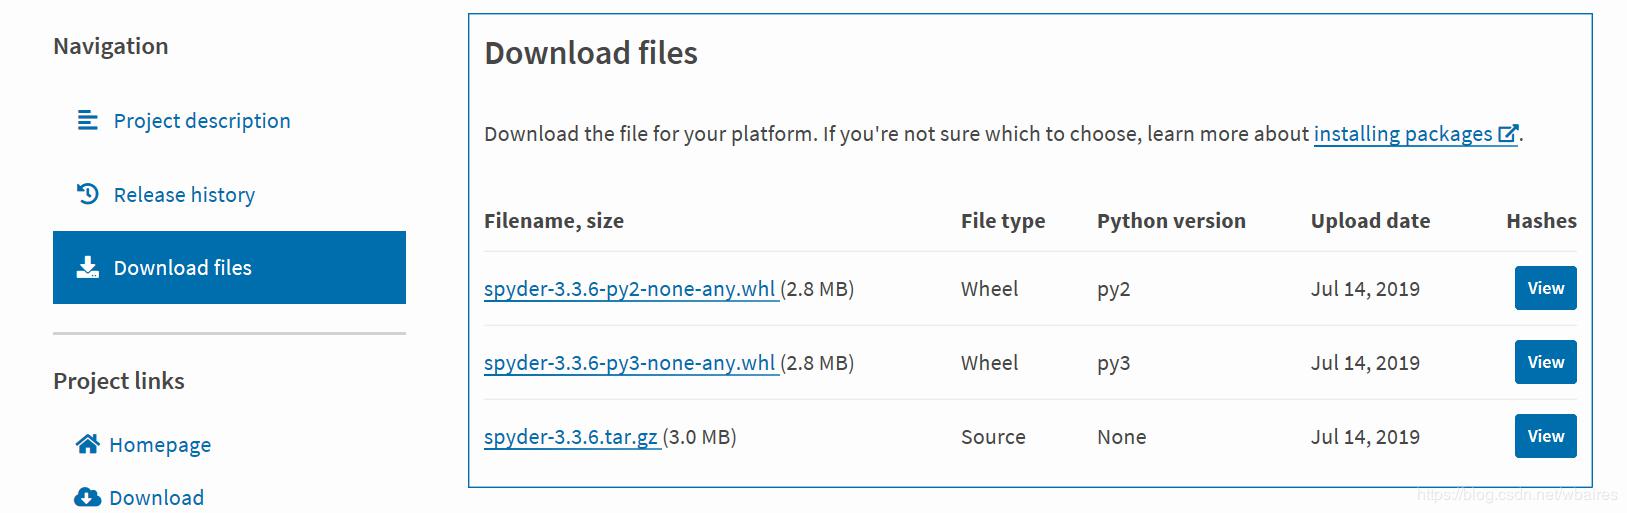 Navigation
Project description
Release history
Download files
Project links
Homepage
Download
Download files
Download the file for your platform. If you're not sure which to choose, learn more about installing packages.
Filename, size File type Python version Upload date Hashes
spyder-3.3.6-py2-none-any.whl (2.8 MB) Wheel py2 Jul 14, 2019 View
spyder-3.3.6-py3-none-any.whl (2.8 MB) Wheel py3 Jul 14, 2019 View
spyder-3.3.6.tar.gz (3.0 MB) Source None Jul 14, 2019 View
https://blog.csdn.net/wbaires